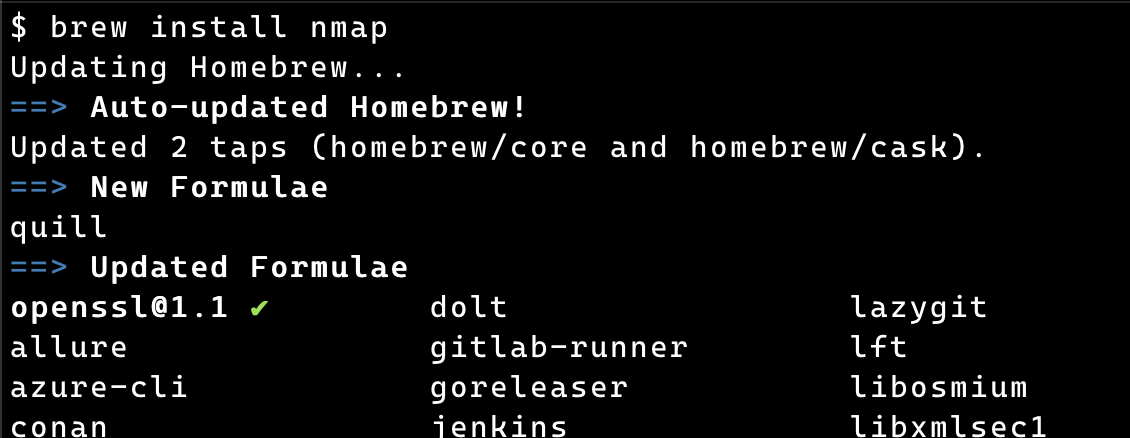 $ brew install nmap
Updating Homebrew...
==> Auto-updated Homebrew!
Updated 2 taps (homebrew/core and homebrew/cask).
==> New Formulae
quill
==> Updated Formulae
openssl@1.1 ✔ dolt lazygit
allure gitlab-runner lft
azure-cli goreleaser libosmium
conan jenkins libxmlsec1